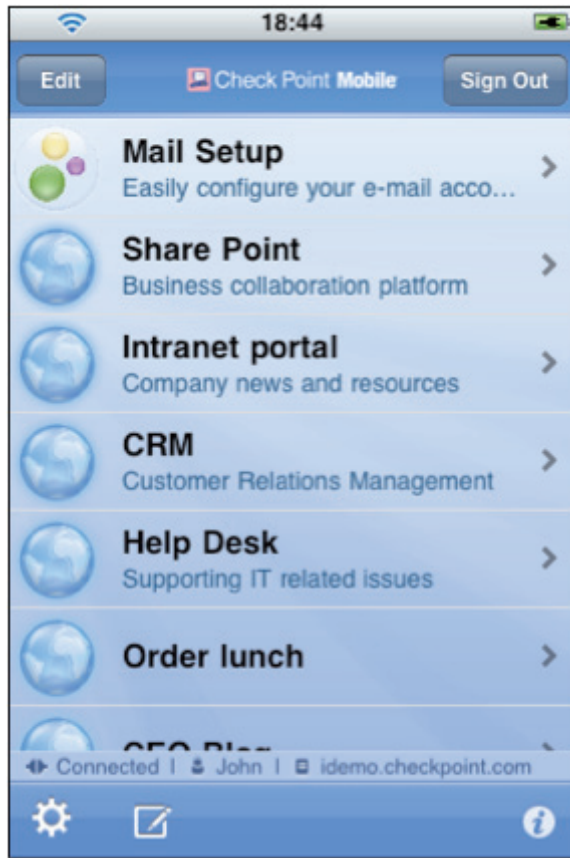 18:44
Edit
Check Point Mobile
Sign Out
Mail Setup
Easily configure your e-mail acco...
Share Point
Business collaboration platform
Intranet portal
Company news and resources
CRM
Customer Relations Management
Help Desk
Supporting IT related issues
Order lunch
CEO Blog
Connected | John | idemo.checkpoint.com